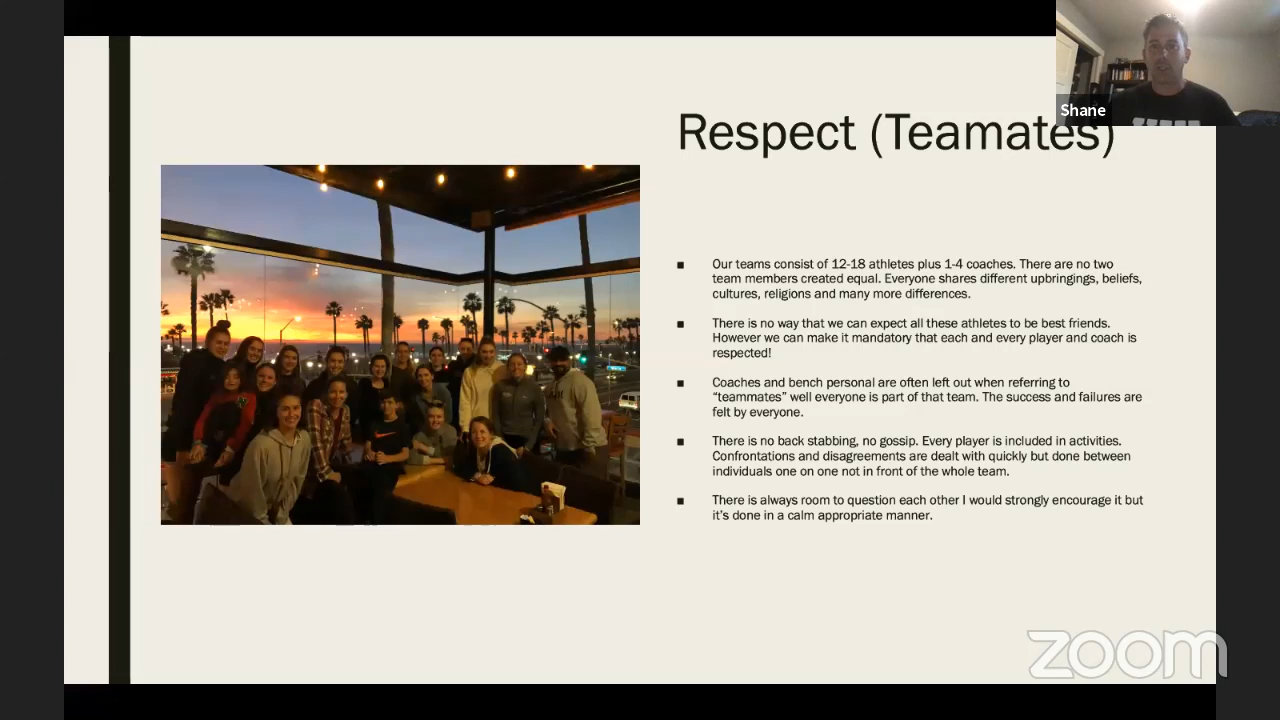 Shane
Respect (Teamates)
Our teams consist of 12-18 athletes plus 1-4 coaches. There are no two
team members created equal. Everyone shares different upbringings, beliefs,
cultures, religions and many more differences.
There is no way that we can expect all these athletes to be best friends.
However we can make it mandatory that each and every player and coach is
respected!
Coaches and bench personal are often left out when referring to
“teammates” well everyone is part of that team. The success and failures are
felt by everyone.
There is no back stabbing, no gossip. Every player is included in activities.
Confrontations and disagreements are dealt with quickly but done between
individuals one on one not in front of the whole team.
There is always room to question each other I would strongly encourage it but
it’s done in a calm appropriate manner.
zoom